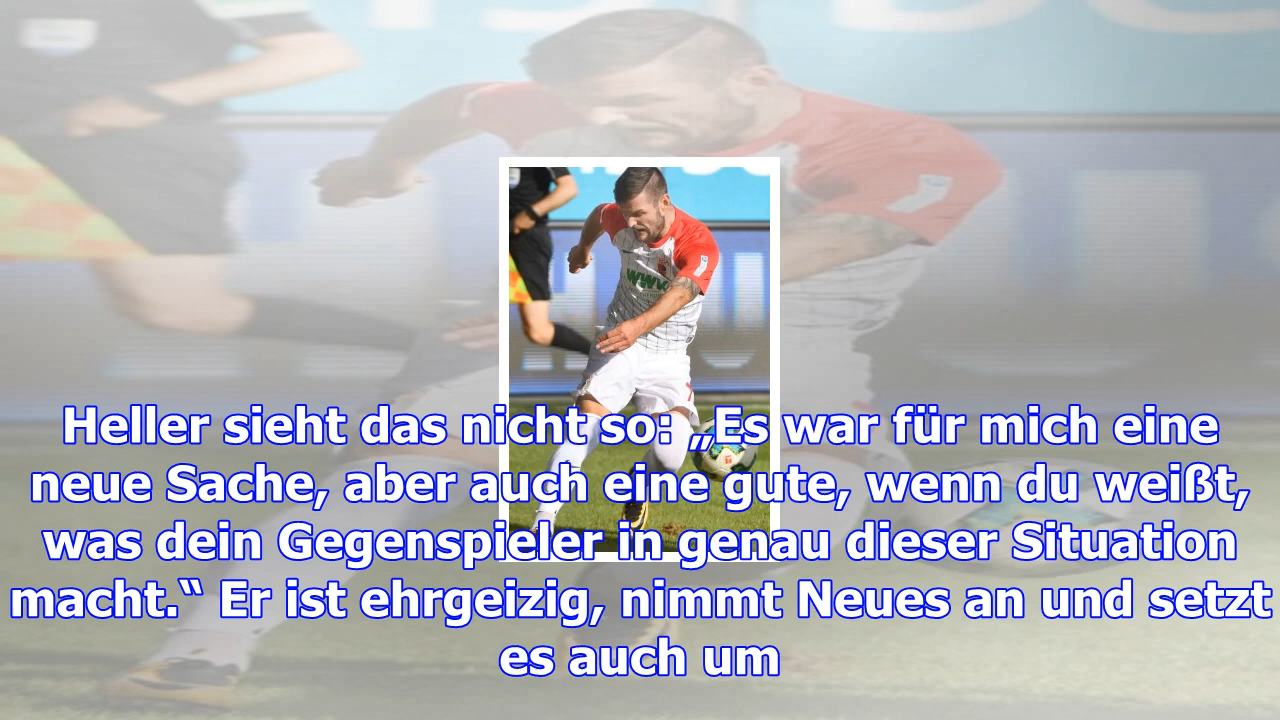 WWK
Heller sieht das nicht so: „Es war für mich eine
neue Sache, aber auch eine gute, wenn du weißt,
was dein Gegenspieler in genau dieser Situation
macht.“ Er ist ehrgeizig, nimmt Neues an und setzt
es auch um